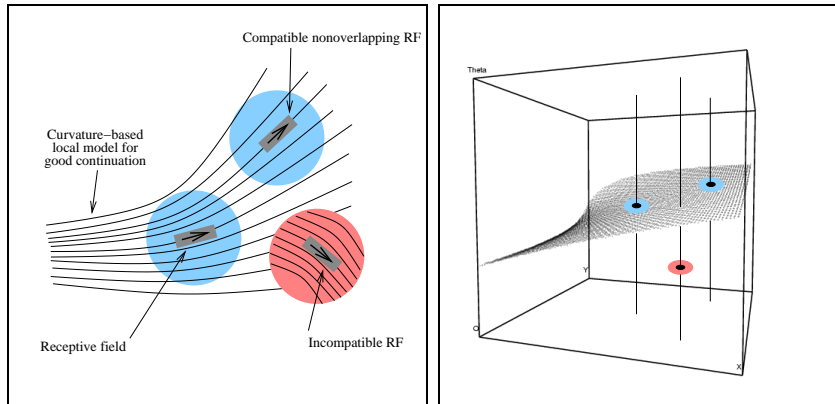 Compatible nonoverlapping RF
Curvature−based
local model for
good continuation
Receptive field
Incompatible RF
Theta
Y
O
X